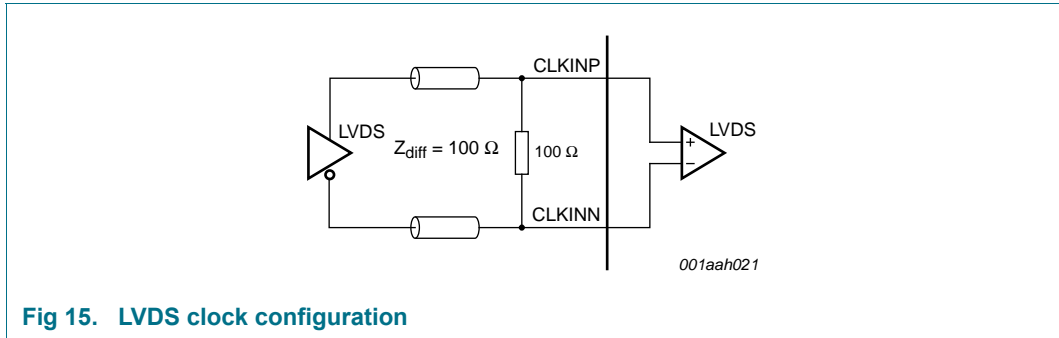 CLKINP
LVDS
LVDS
Zdiff = 100 Ω
100 Ω
+
−
CLKINN
001aah021
Fig 15. LVDS clock configuration